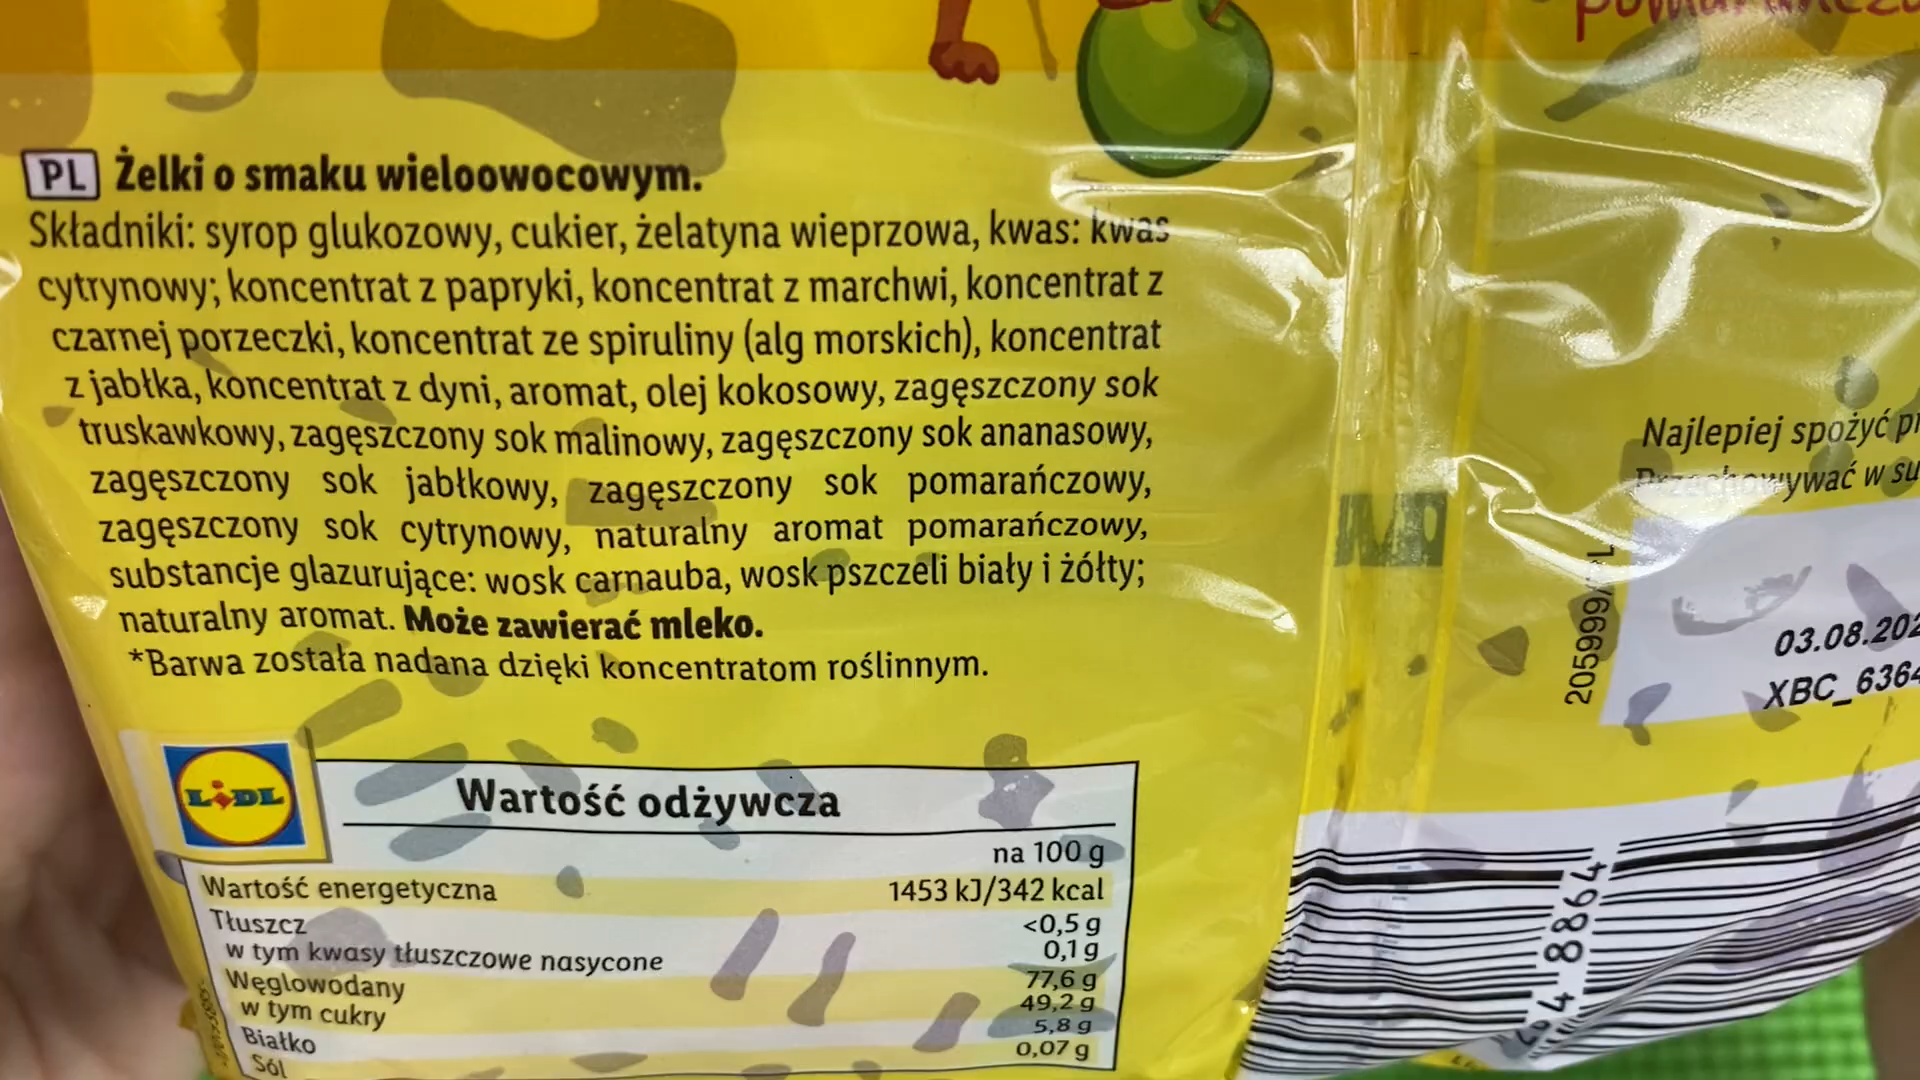 PL Żelki o smaku wieloowocowym.
Składniki: syrop glukozowy, cukier, żelatyna wieprzowa, kwas: kwas
cytrynowy; koncentrat z papryki, koncentrat z marchwi, koncentrat z
czarnej porzeczki, koncentrat ze spiruliny (alg morskich), koncentrat
z jabłka, koncentrat z dyni, aromat, olej kokosowy, zagęszczony sok
truskawkowy, zagęszczony sok malinowy, zagęszczony sok ananasowy,
zagęszczony sok jabłkowy, zagęszczony sok pomarańczowy,
zagęszczony sok cytrynowy, naturalny aromat pomarańczowy,
substancje glazurujące: wosk carnauba, wosk pszczeli biały i żółty;
naturalny aromat. Może zawierać mleko.
*Barwa została nadana dzięki koncentratom roślinnym.
LIDL
Wartość odżywcza
na 100 g
Wartość energetyczna 1453 kJ/342 kcal
Tłuszcz <0,5 g
w tym kwasy tłuszczowe nasycone 0,1 g
Węglowodany 77,6 g
w tym cukry 49,2 g
Białko 5,8 g
Sól 0,07 g
Najlepiej spożyć
w
03.08.202
XBC_6364